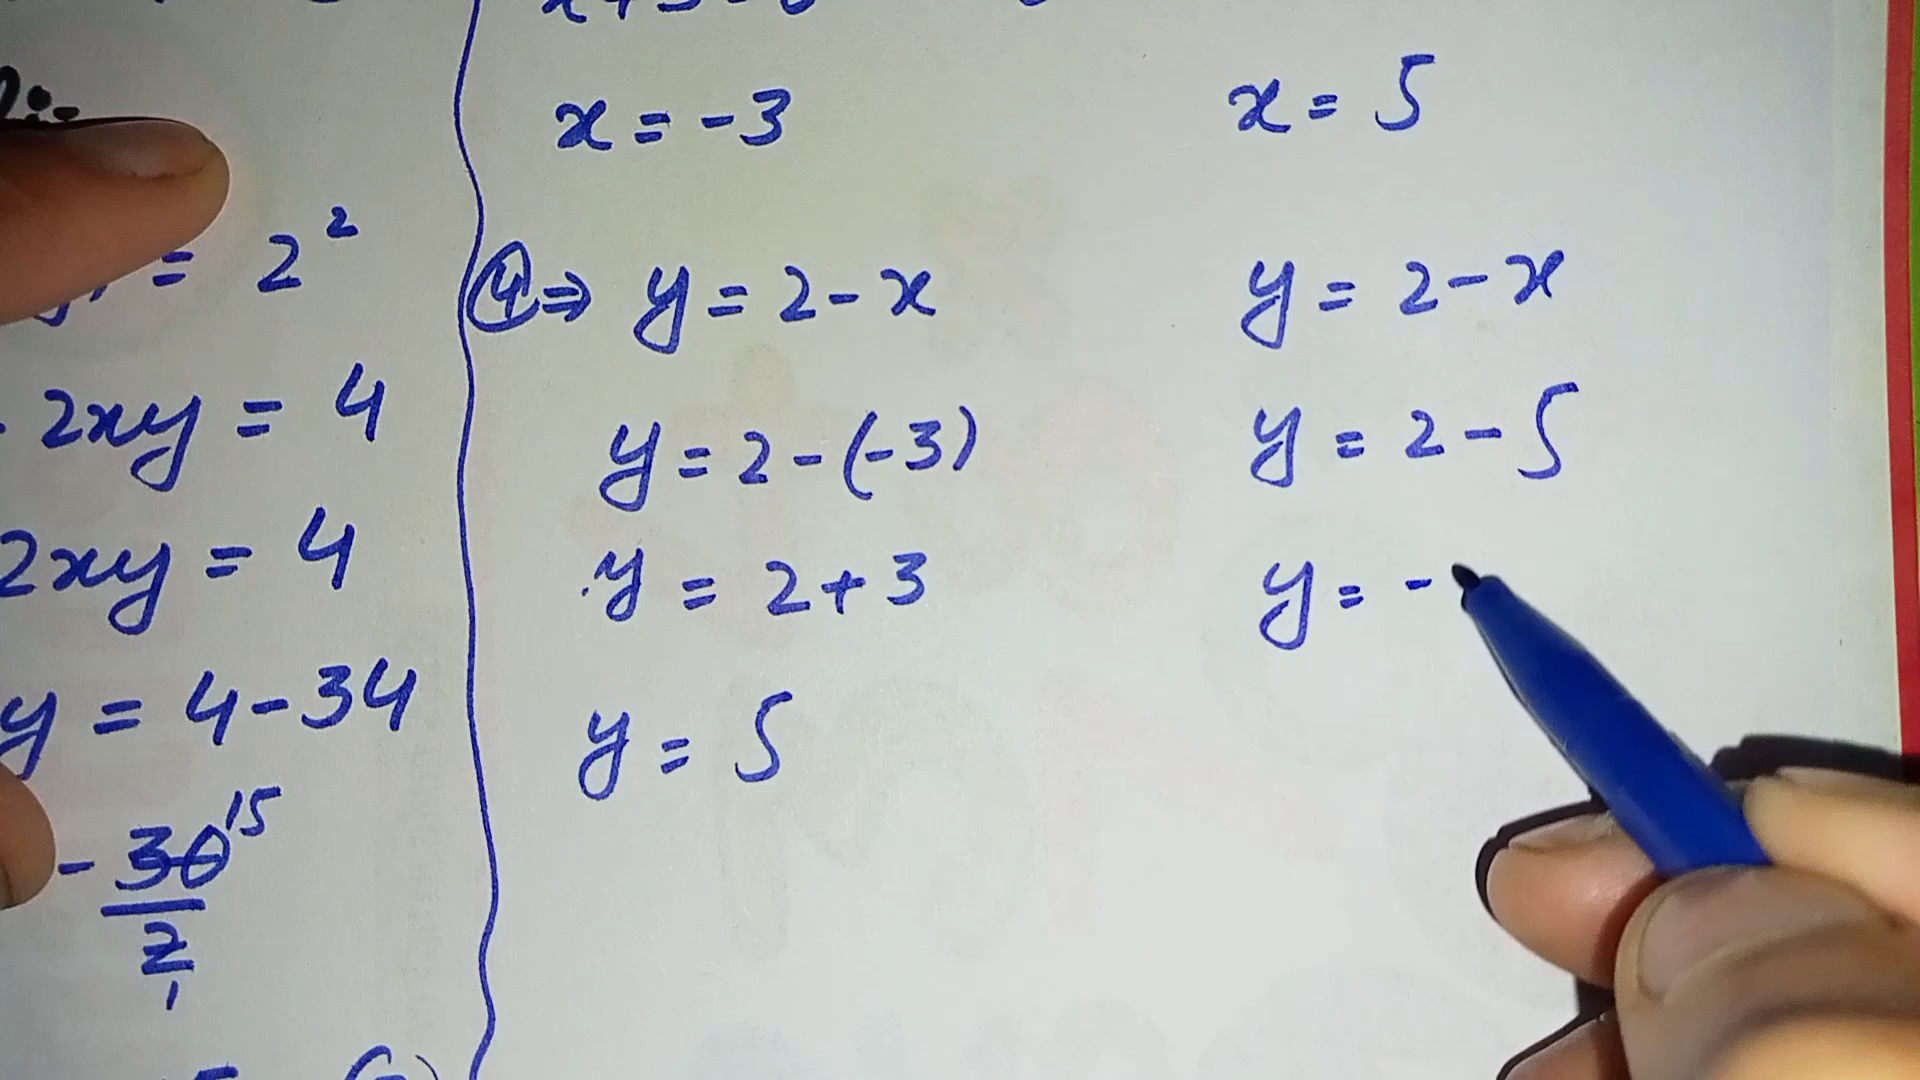 = 2²
2xy = 4
2xy = 4
y = 4-34
- 30 15
2
1
x = -3
④⇒ y = 2-x
y = 2-(-3)
y = 2+3
y = 5
x = 5
y = 2-x
y = 2-5
y = -